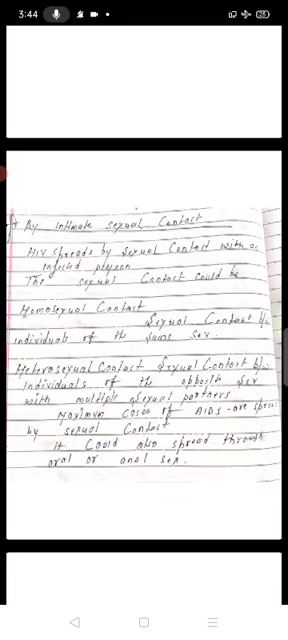 3:44
28
By intimate sexual Contact
HIV spreads by sexual Contact with an
infected person
The sexual Contact could be
Homosexual Contact
Sexual Contact b/w
individuals of the same sex.
Heterosexual Contact Sexual Contact b/w
individuals of the opposite sex
with multiple sexual partners
Maximum cases of AIDS are spread
by sexual Contact
It Could also spread through
oral or anal sex.